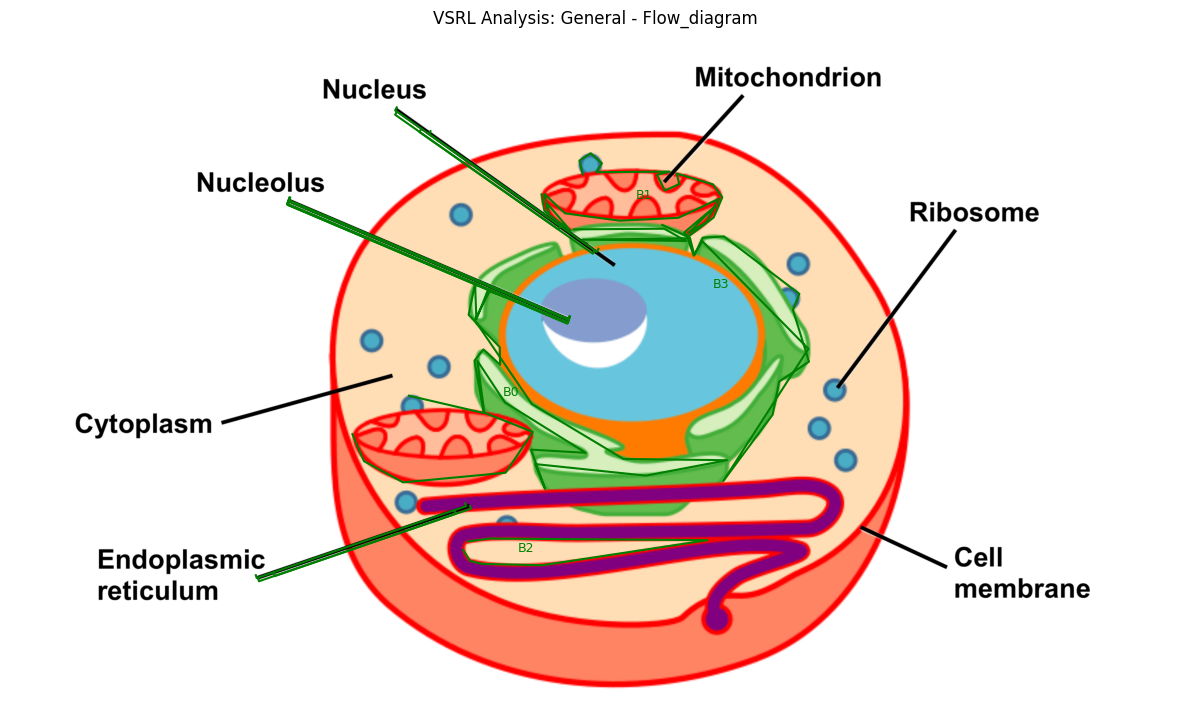 VSRL Analysis: General - Flow_diagram
Mitochondrion
Nucleus
Nucleolus
B1
Ribosome
B3
B0
Cytoplasm
B2
Endoplasmic
reticulum
Cell
membrane